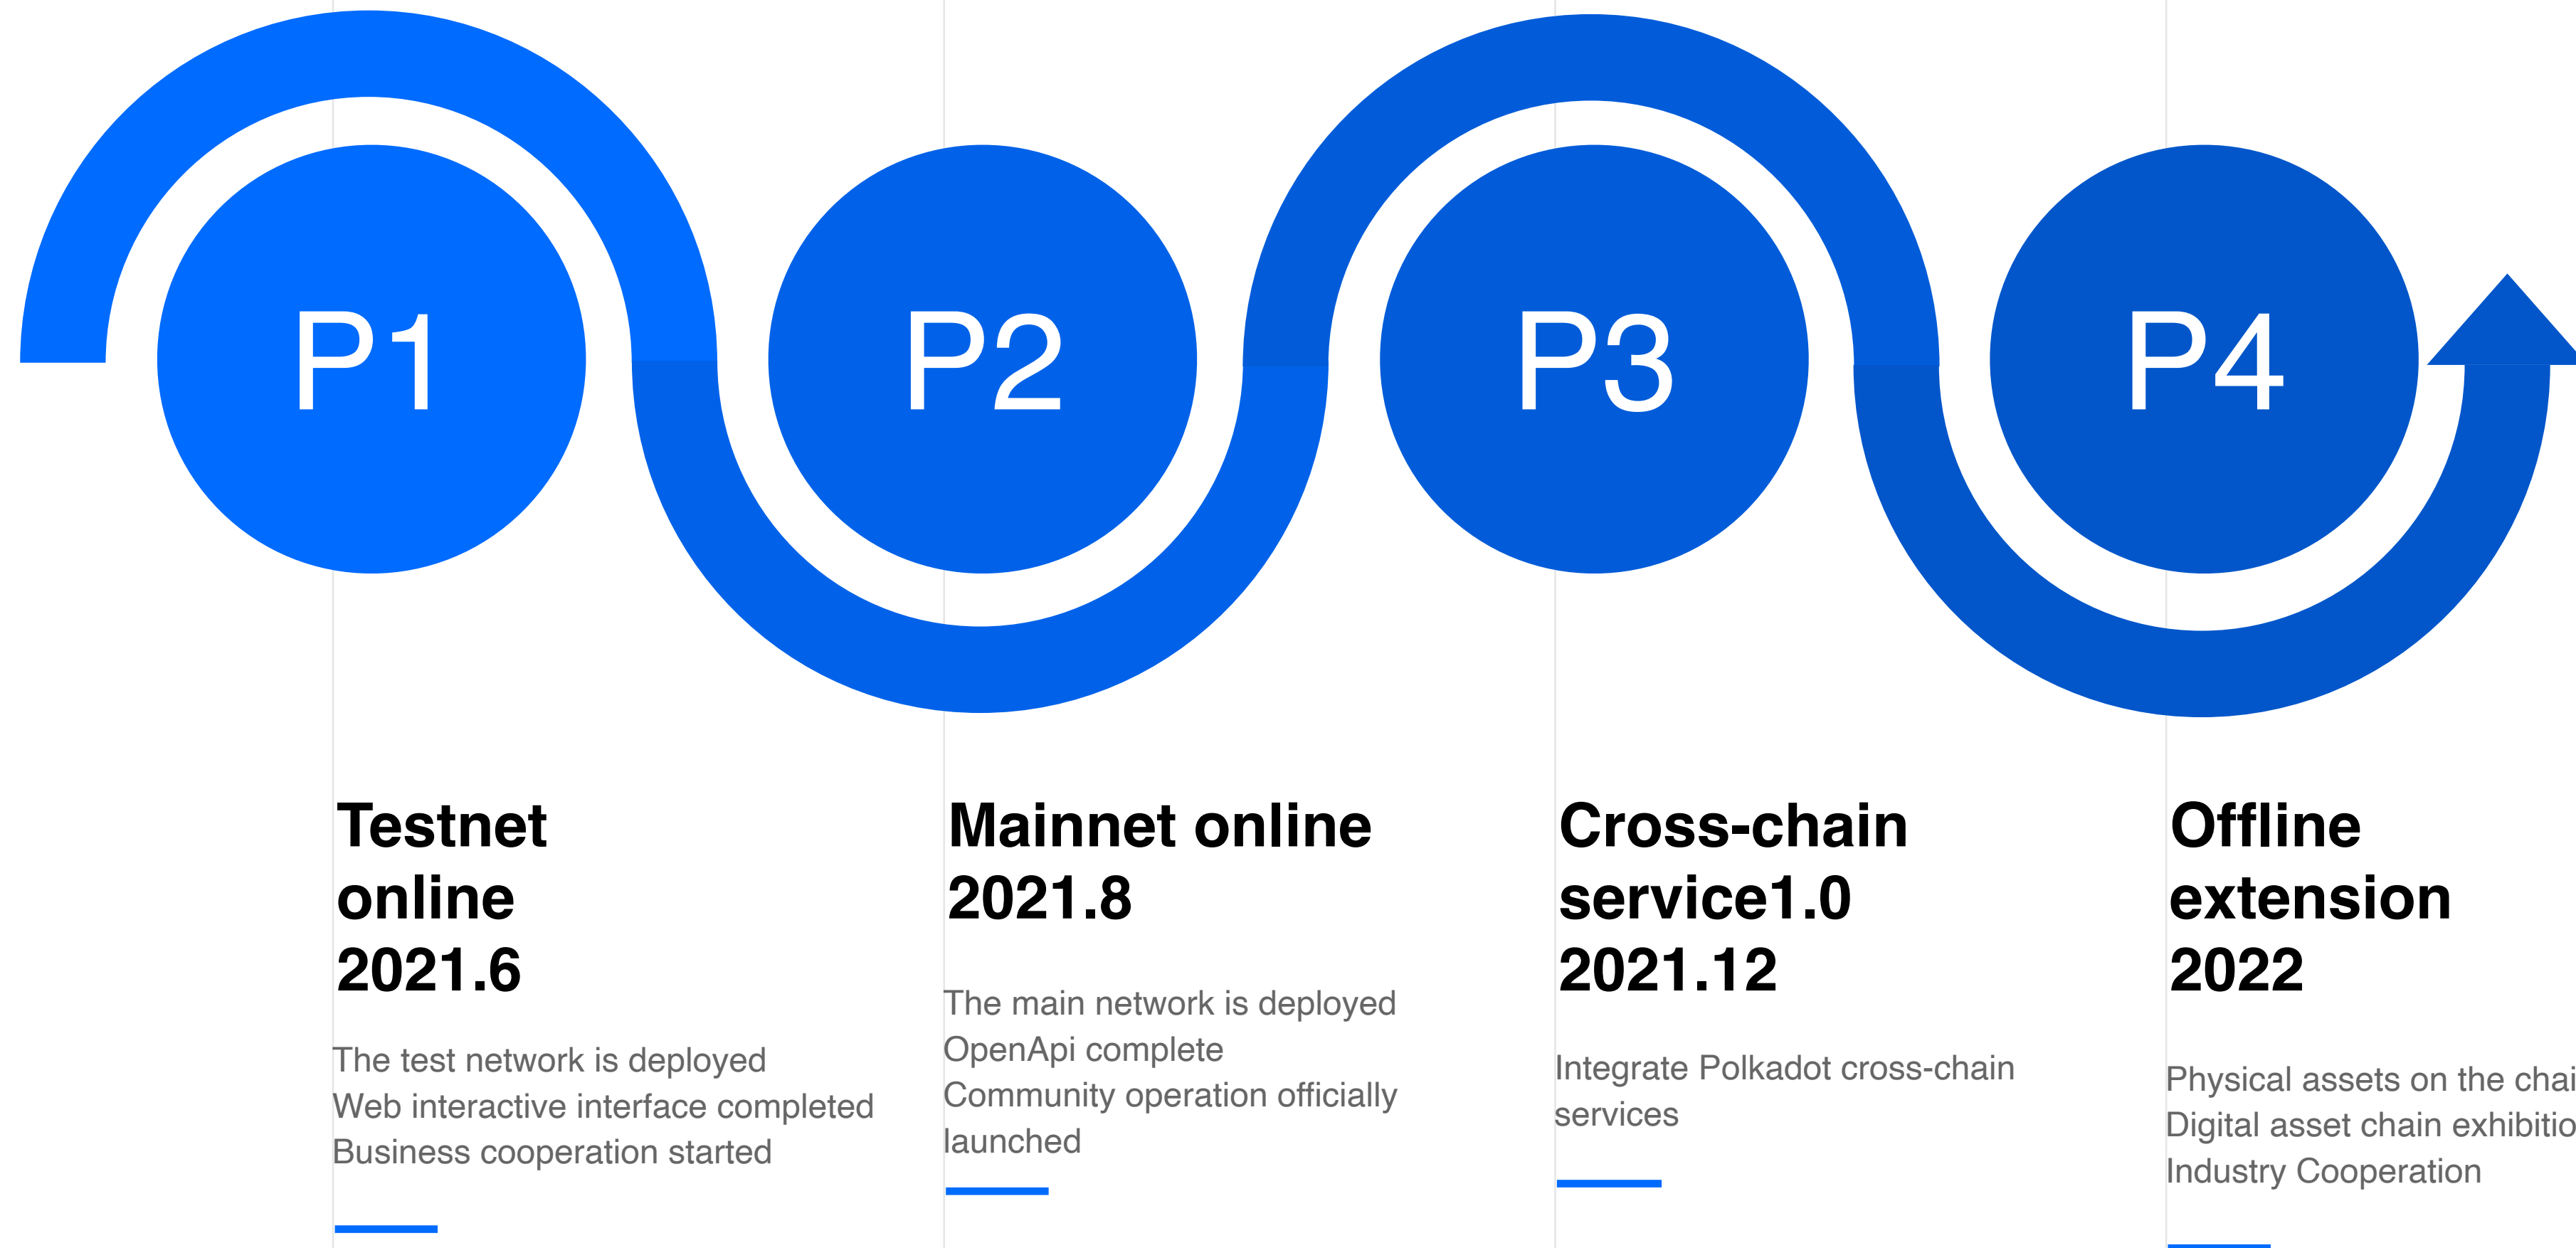 P1
P2
P3
P4
Testnet
online
2021.6
The test network is deployed
Web interactive interface completed
Business cooperation started
Mainnet online
2021.8
The main network is deployed
OpenApi complete
Community operation officially
launched
Cross-chain
service1.0
2021.12
Integrate Polkadot cross-chain
services
Offline
extension
2022
Physical assets on the
Digital asset chain
Industry Cooperation